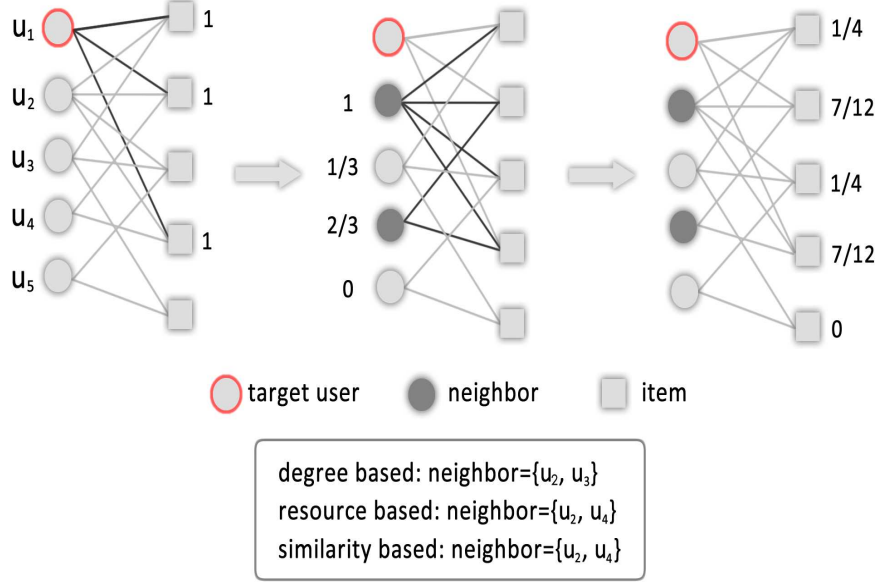 u₁ 1
u₂ 1
u₃
u₄ 1
u₅
1
1/3
2/3
0
1/4
7/12
1/4
7/12
0
target user neighbor item
degree based: neighbor={u₂, u₃}
resource based: neighbor={u₂, u₄}
similarity based: neighbor={u₂, u₄}